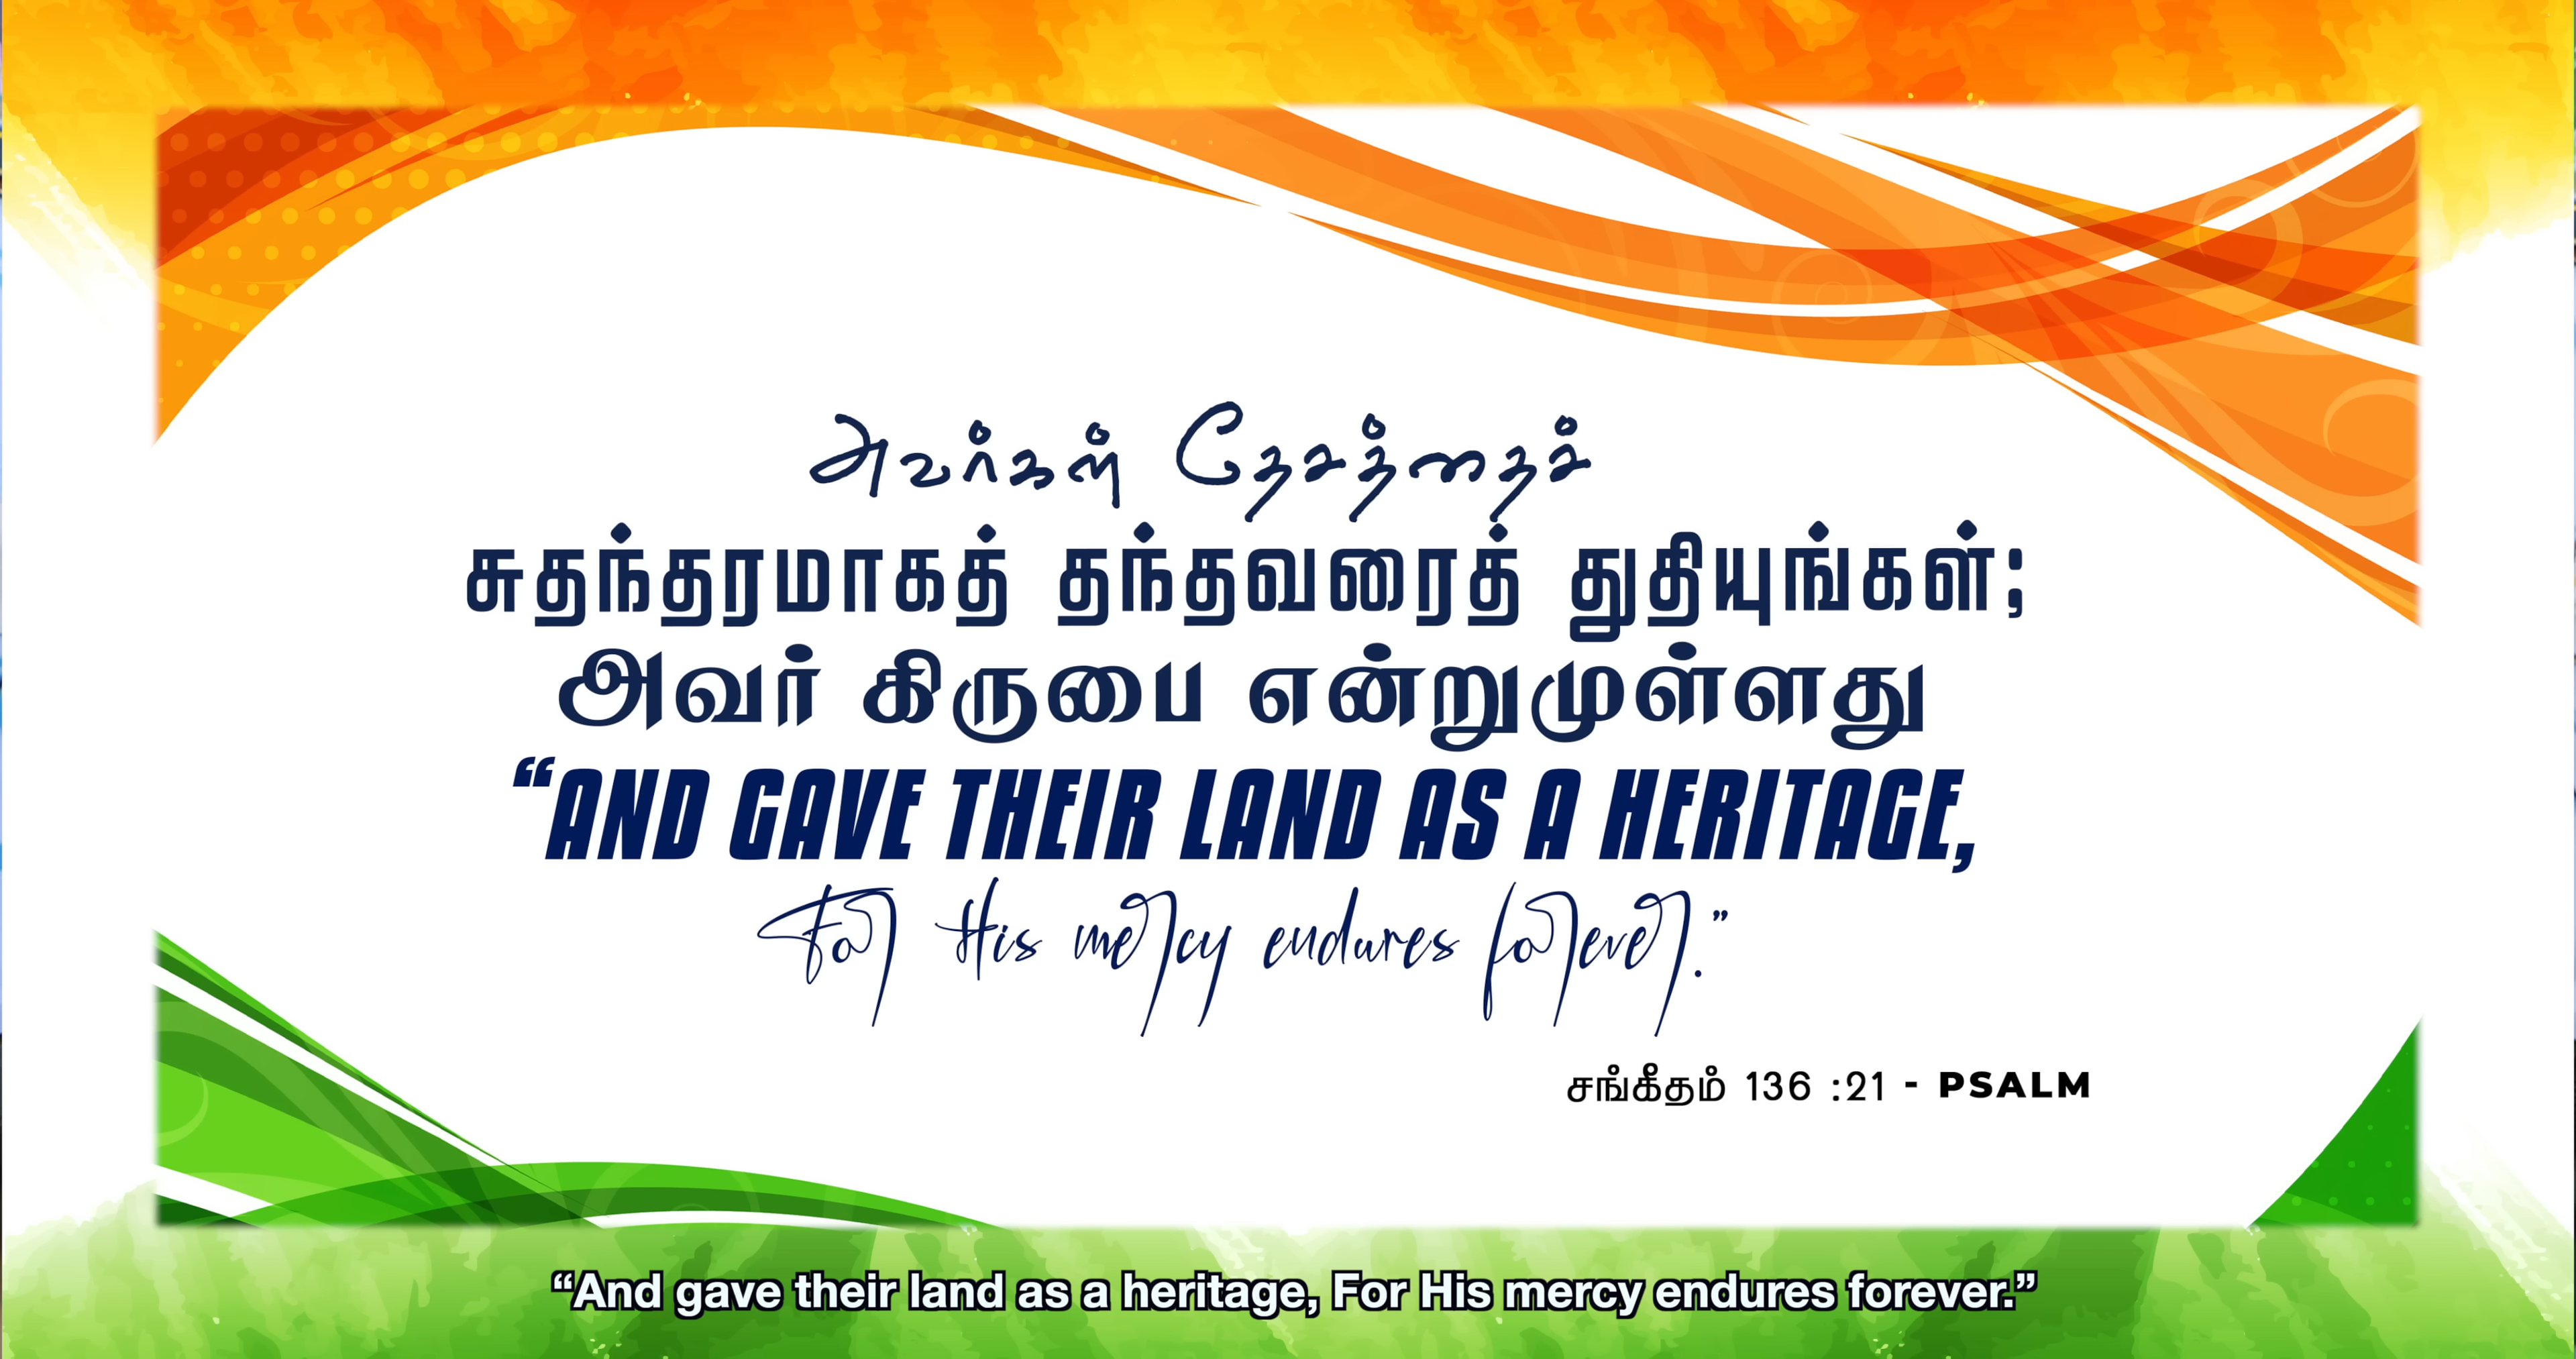 அவர்கள் தேசத்தைச்
சுதந்தரமாகத் தந்தவரைத் துதியுங்கள்;
அவர் கிருபை என்றுமுள்ளது
“AND GAVE THEIR LAND AS A HERITAGE,
For His mercy endures forever.”
சங்கீதம் 136 :21 - PSALM
“And gave their land as a heritage, For His mercy endures forever.”